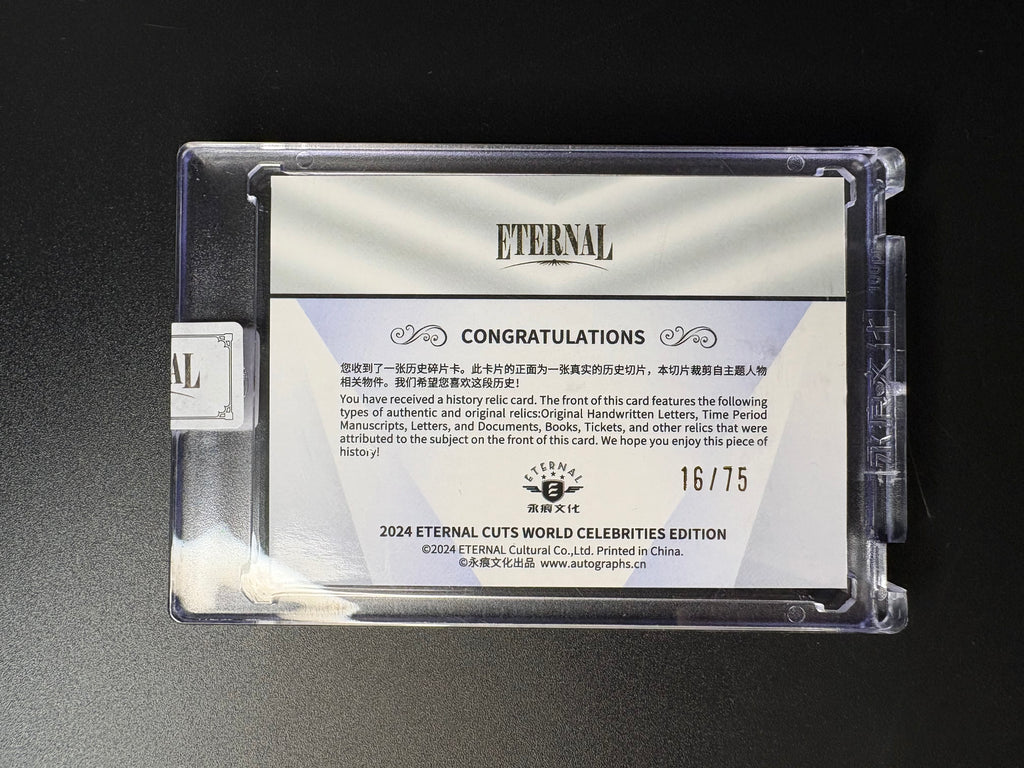 ETERNAL
CONGRATULATIONS
您收到了一张历史碎片卡。此卡片的正面为一张真实的历史切片，本切片裁剪自主题人物
相关物件。我们希望您喜欢这段历史！
You have received a history relic card. The front of this card features the following
types of authentic and original relics:Original Handwritten Letters, Time Period
Manuscripts, Letters, and Documents, Books, Tickets, and other relics that were
attributed to the subject on the front of this card. We hope you enjoy this piece of
history!
AL
ETERNAL
永痕文化
16/75
2024 ETERNAL CUTS WORLD CELEBRITIES EDITION
©2024 ETERNAL Cultural Co.,Ltd. Printed in China.
©永痕文化出品 www.autographs.cn